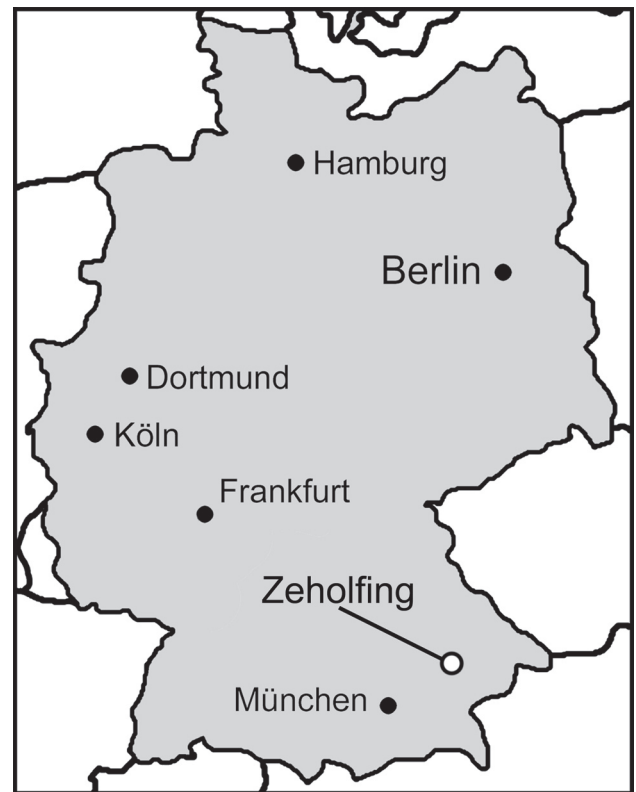 Hamburg
Berlin
Dortmund
Köln
Frankfurt
Zeholfing
München